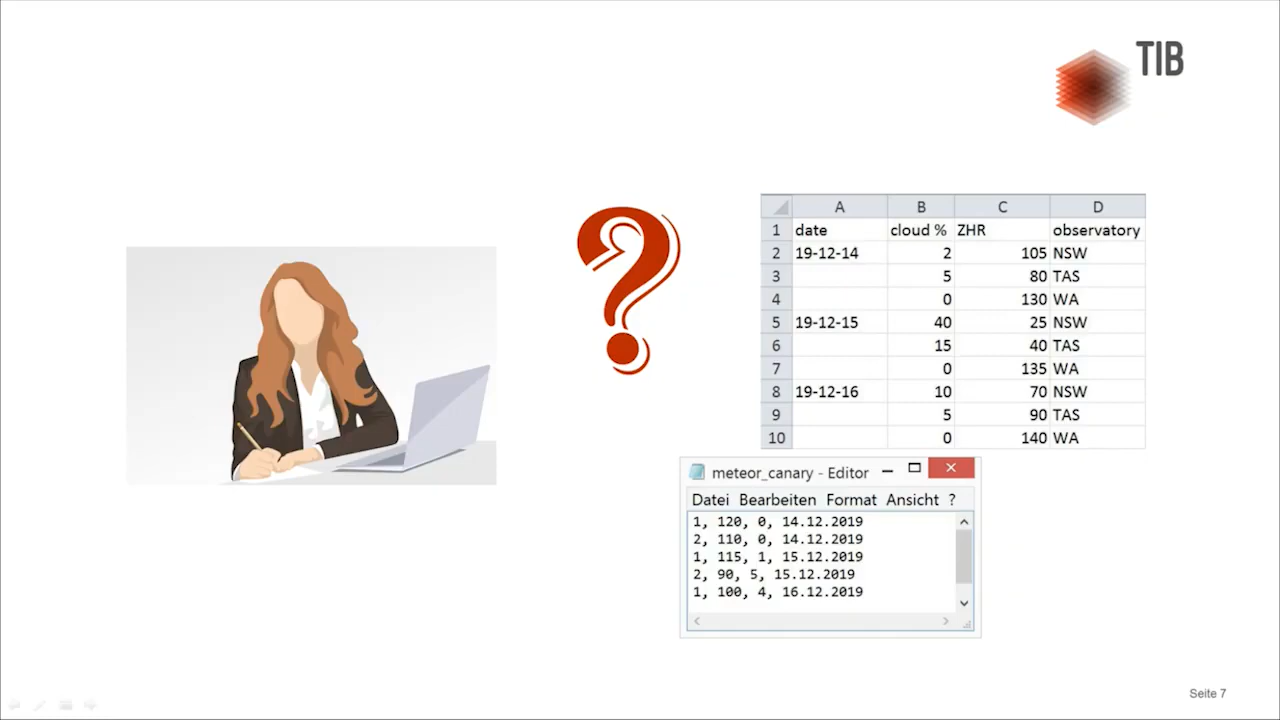 TIB
A B C D
1 date cloud % ZHR observatory
2 19-12-14 2 105 NSW
3 5 80 TAS
4 0 130 WA
5 19-12-15 40 25 NSW
6 15 40 TAS
7 0 135 WA
8 19-12-16 10 70 NSW
9 5 90 TAS
10 0 140 WA
?
meteor_canary - Editor
Datei Bearbeiten Format Ansicht ?
1, 120, 0, 14.12.2019
2, 110, 0, 14.12.2019
1, 115, 1, 15.12.2019
2, 90, 5, 15.12.2019
1, 100, 4, 16.12.2019
Seite 7